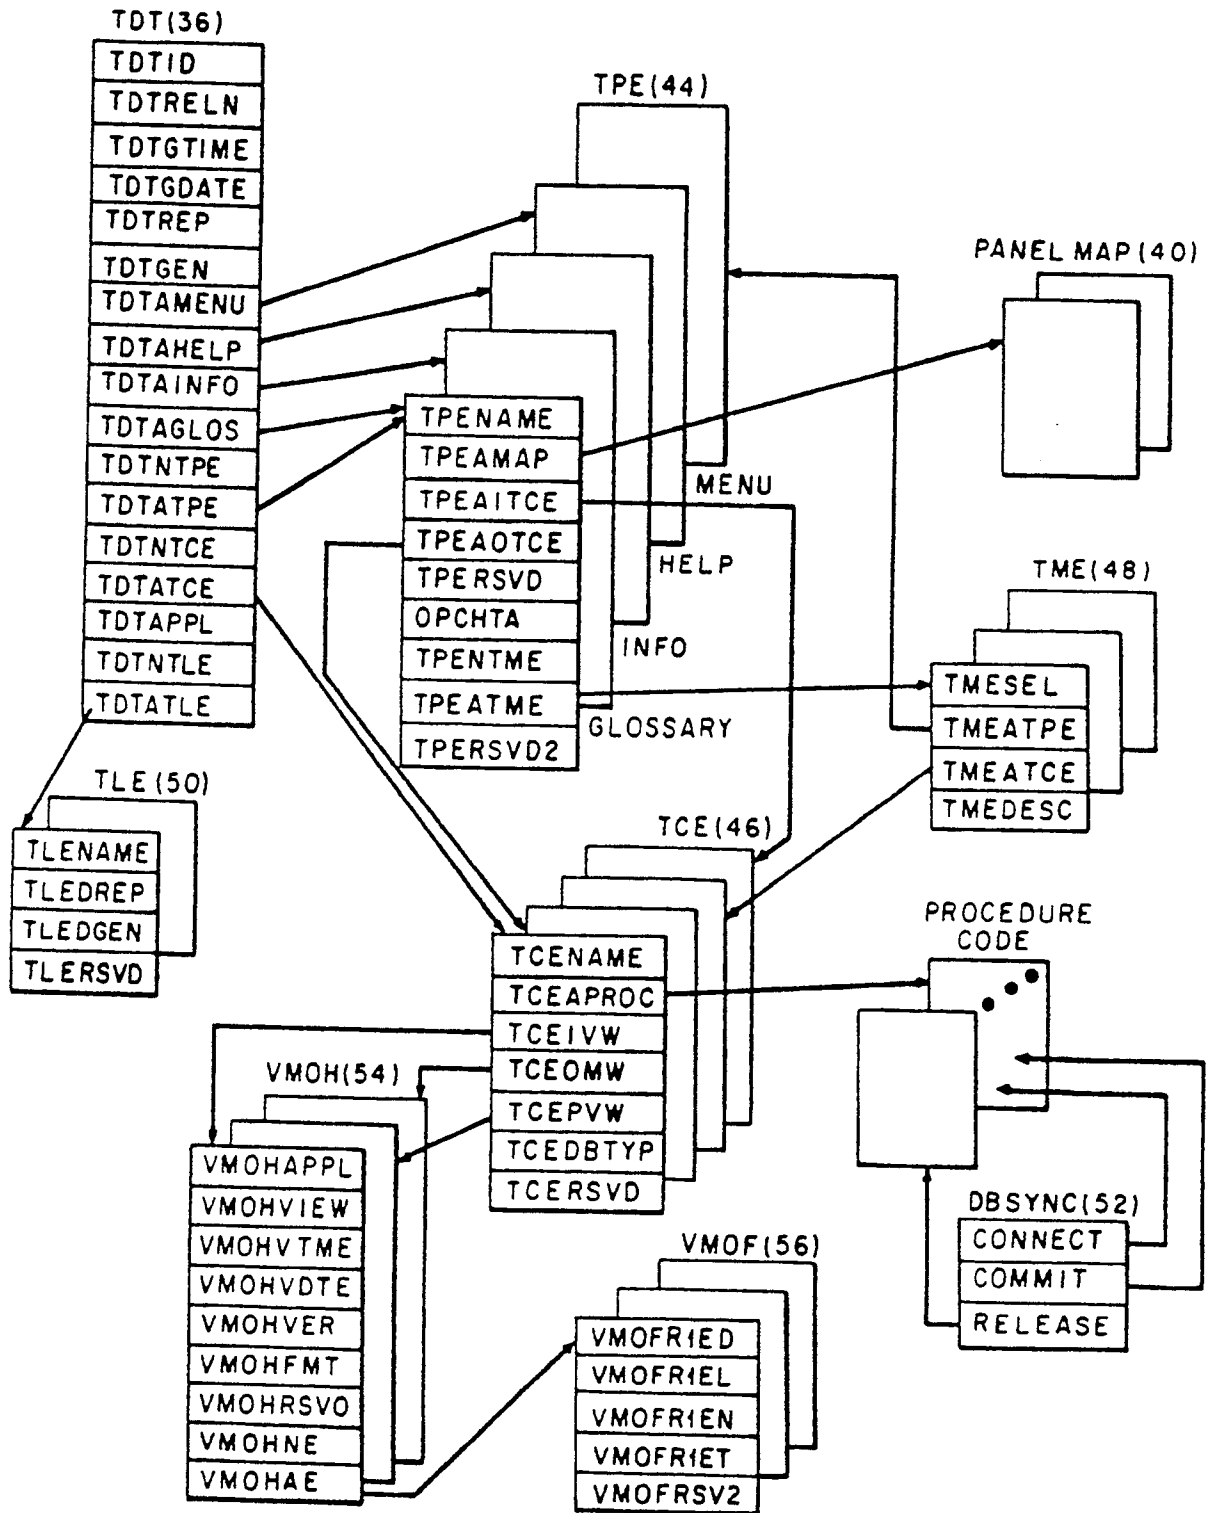 TDT(36)
TDTID
TDTRELN
TDTGTIME
TDTGDATE
TDTREP
TDTGEN
TDTAMENU
TDTAHELP
TDTAINFO
TDTAGLOS
TDTNTPE
TDTATPE
TDTNTCE
TDTATCE
TDTAPPL
TDTNTLE
TDTATLE
TPE(44)
MENU
HELP
INFO
GLOSSARY
TPENAME
TPEAMAP
TPEAITCE
TPEAOTCE
TPERSVD
OPCHTA
TPENTME
TPEATME
TPERSVD2
PANEL MAP(40)
TME(48)
TMESEL
TMEATPE
TMEATCE
TMEDESC
TLE(50)
TLENAME
TLEDREP
TLEDGEN
TLERSVD
TCE(46)
TCENAME
TCEAPROC
TCEIVW
TCEOMW
TCEPVW
TCEDBTYP
TCERSVD
PROCEDURE
CODE
DBSYNC(52)
CONNECT
COMMIT
RELEASE
VMOH(54)
VMOHAPPL
VMOHVIEW
VMOHVTME
VMOHVDTE
VMOHVER
VMOHFMT
VMOHRSVO
VMOHNE
VMOHAE
VMOF(56)
VMOFR1ED
VMOFR1EL
VMOFR1EN
VMOFR1ET
VMOFRSV2